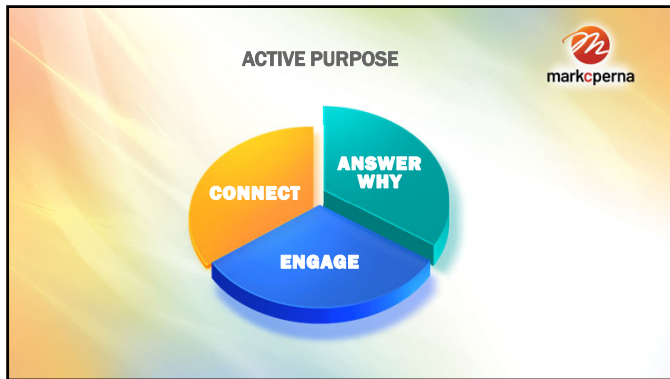 ACTIVE PURPOSE
markcperna
ANSWER
WHY
CONNECT
ENGAGE